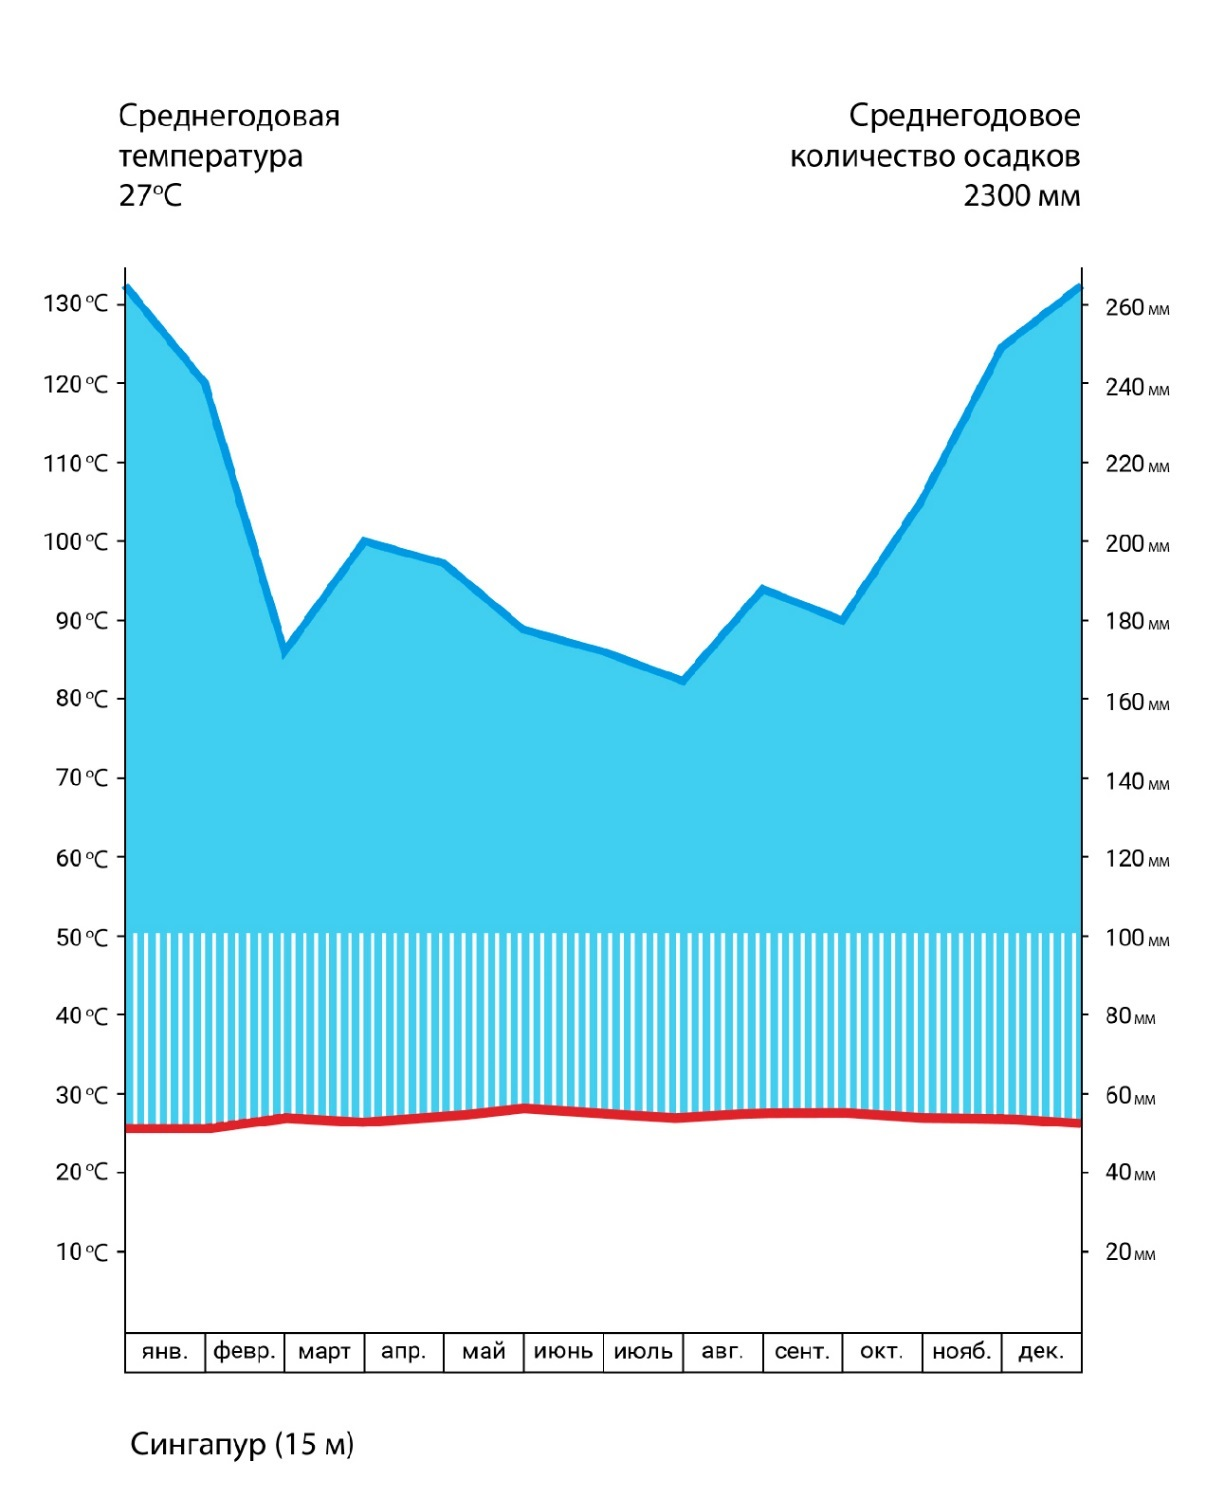 Среднегодовая
температура
27°C
Среднегодовое
количество осадков
2300 мм
130 °C
120 °C
110 °C
100 °C
90 °C
80 °C
70 °C
60 °C
50 °C
40 °C
30 °C
20 °C
10 °C
260 мм
240 мм
220 мм
200 мм
180 мм
160 мм
140 мм
120 мм
100 мм
80 мм
60 мм
40 мм
20 мм
янв. февр. март апр. май июнь июль авг. сент. окт. нояб. дек.
Сингапур (15 м)